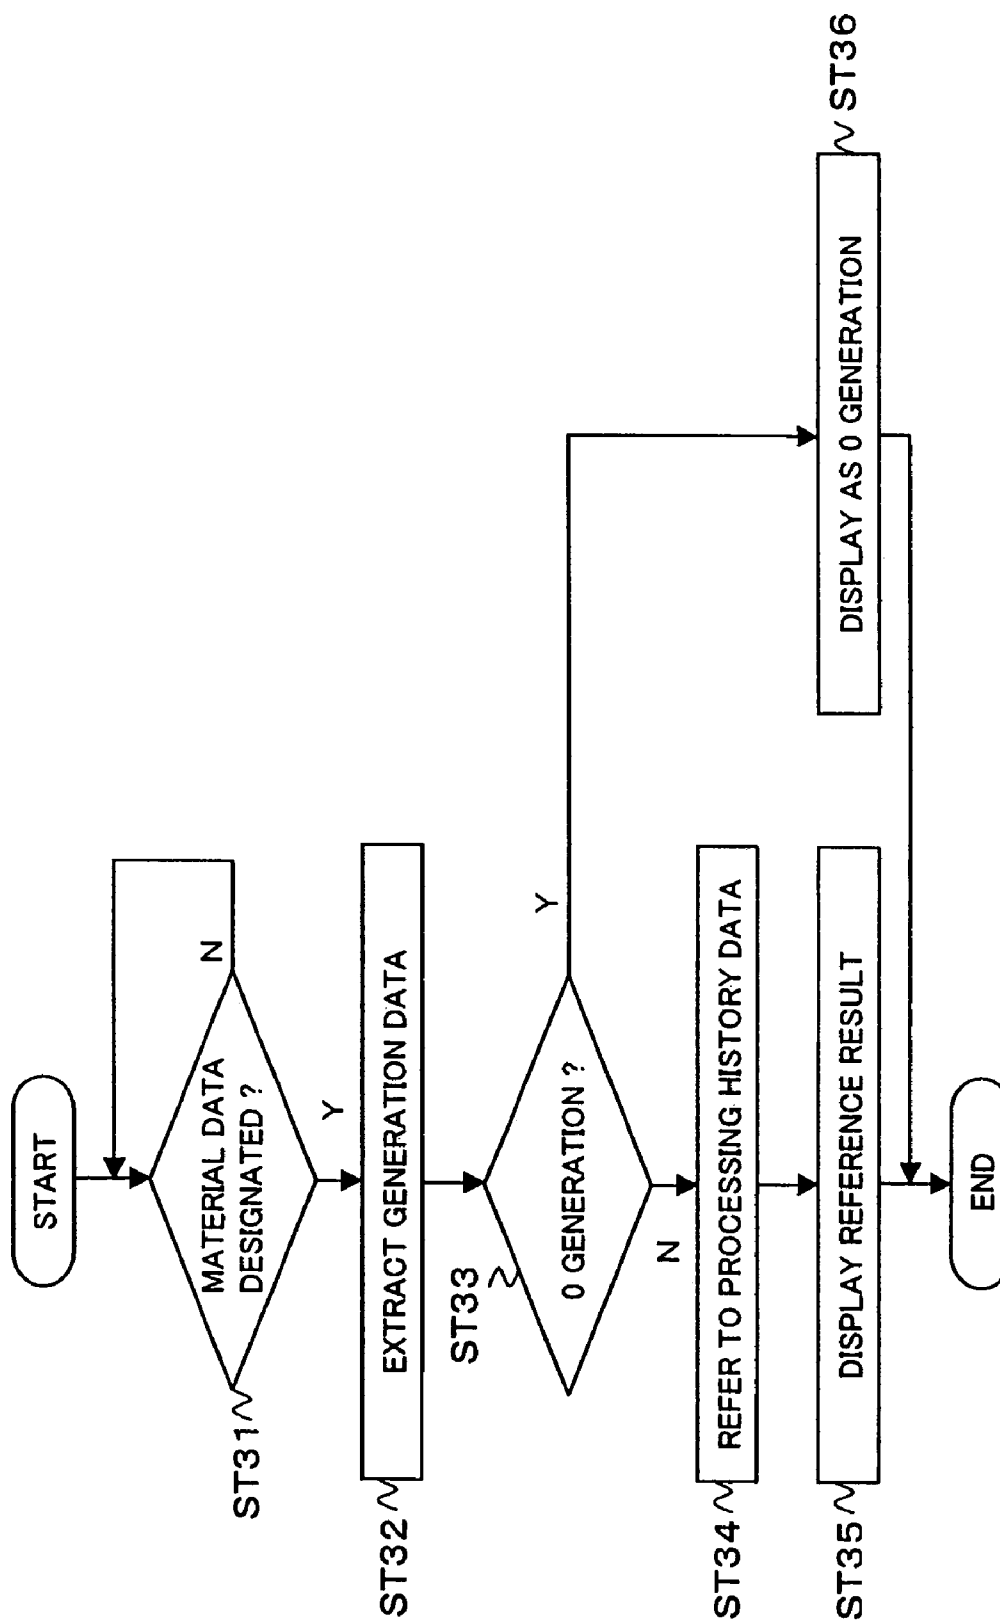 START
MATERIAL DATA
DESIGNATED ?
ST31
N
Y
EXTRACT GENERATION DATA
ST32
ST33
0 GENERATION ?
Y
N
REFER TO PROCESSING HISTORY DATA
ST34
DISPLAY REFERENCE RESULT
ST35
DISPLAY AS 0 GENERATION
ST36
END